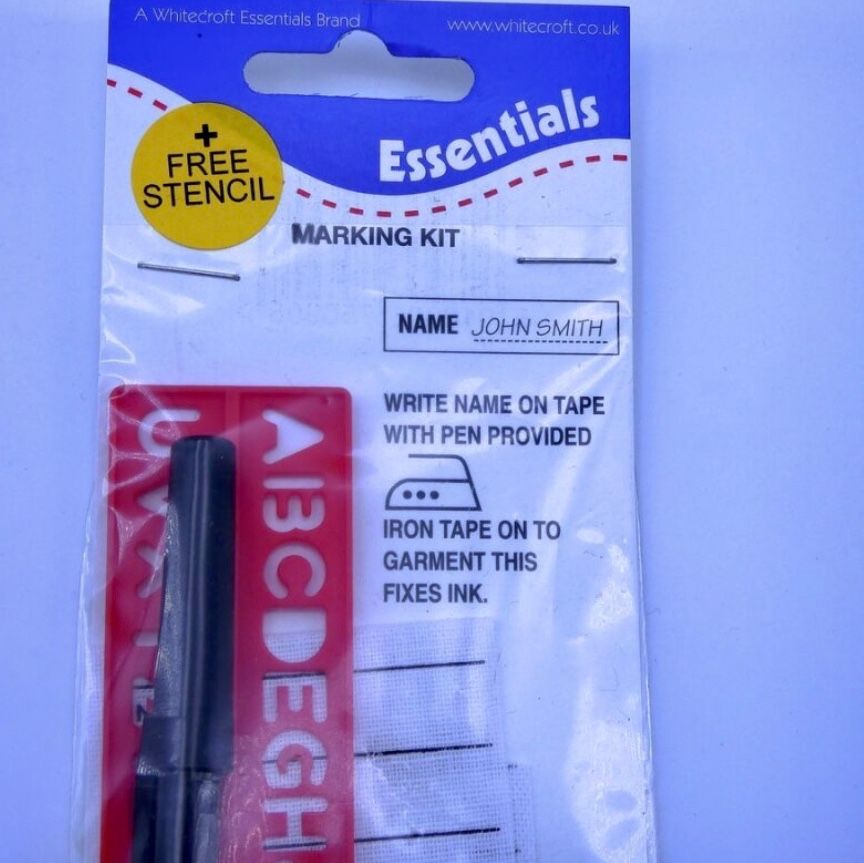 A Whitecroft Essentials Brand
www.whitecroft.co.uk
Essentials
+
FREE
STENCIL
MARKING KIT
NAME JOHN SMITH
WRITE NAME ON TAPE
WITH PEN PROVIDED
IRON TAPE ON TO
GARMENT THIS
FIXES INK.
ABCDEGH